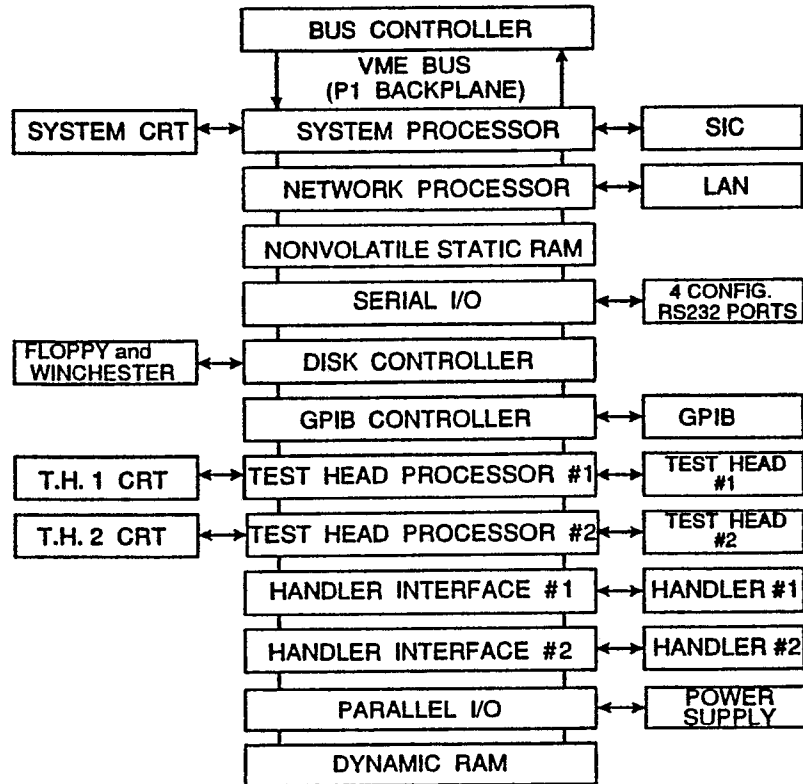 BUS CONTROLLER
VME BUS
(P1 BACKPLANE)
SYSTEM CRT
SYSTEM PROCESSOR
SIC
NETWORK PROCESSOR
LAN
NONVOLATILE STATIC RAM
SERIAL I/O
4 CONFIG.
RS232 PORTS
FLOPPY and
WINCHESTER
DISK CONTROLLER
GPIB CONTROLLER
GPIB
T.H. 1 CRT
TEST HEAD PROCESSOR #1
TEST HEAD
#1
T.H. 2 CRT
TEST HEAD PROCESSOR #2
TEST HEAD
#2
HANDLER INTERFACE #1
HANDLER #1
HANDLER INTERFACE #2
HANDLER #2
PARALLEL I/O
POWER
SUPPLY
DYNAMIC RAM